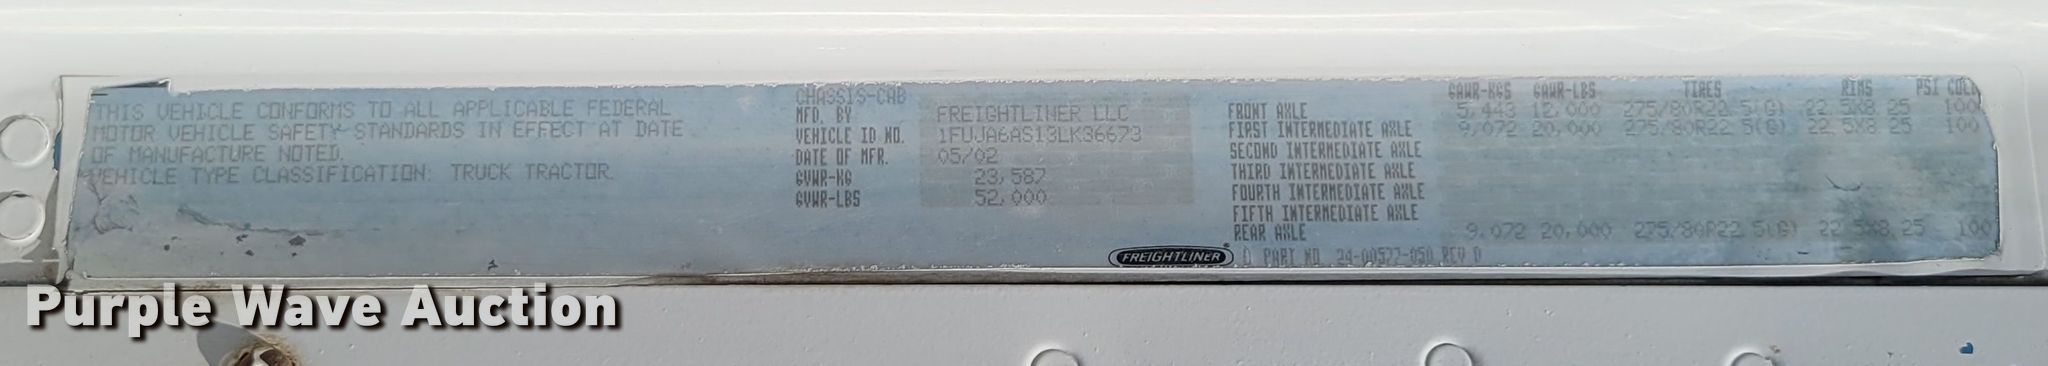 THIS VEHICLE CONFORMS TO ALL APPLICABLE FEDERAL
MOTOR VEHICLE SAFETY STANDARDS IN EFFECT AT DATE
OF MANUFACTURE NOTED.
VEHICLE TYPE CLASSIFICATION: TRUCK TRACTOR.
CHASSIS-CAB
MFD. BY FREIGHTLINER LLC
VEHICLE ID NO. 1FUJA6AS13LK36673
DATE OF MFR. 05/02
GVWR-KG 23,587
GVWR-LBS 52,000
GAWR-KGS GAWR-LBS TIRES RIMS PSI COLD
FRONT AXLE 5,443 12,000 275/80R22.5(G) 22.5X8.25 100
FIRST INTERMEDIATE AXLE 9,072 20,000 275/80R22.5(G) 22.5X8.25 100
SECOND INTERMEDIATE AXLE
THIRD INTERMEDIATE AXLE
FOURTH INTERMEDIATE AXLE
FIFTH INTERMEDIATE AXLE
REAR AXLE 9,072 20,000 275/80R22.5(G) 22.5X8.25 100
FREIGHTLINER ® D PART NO. 24-00577-050 REV D
Purple Wave Auction